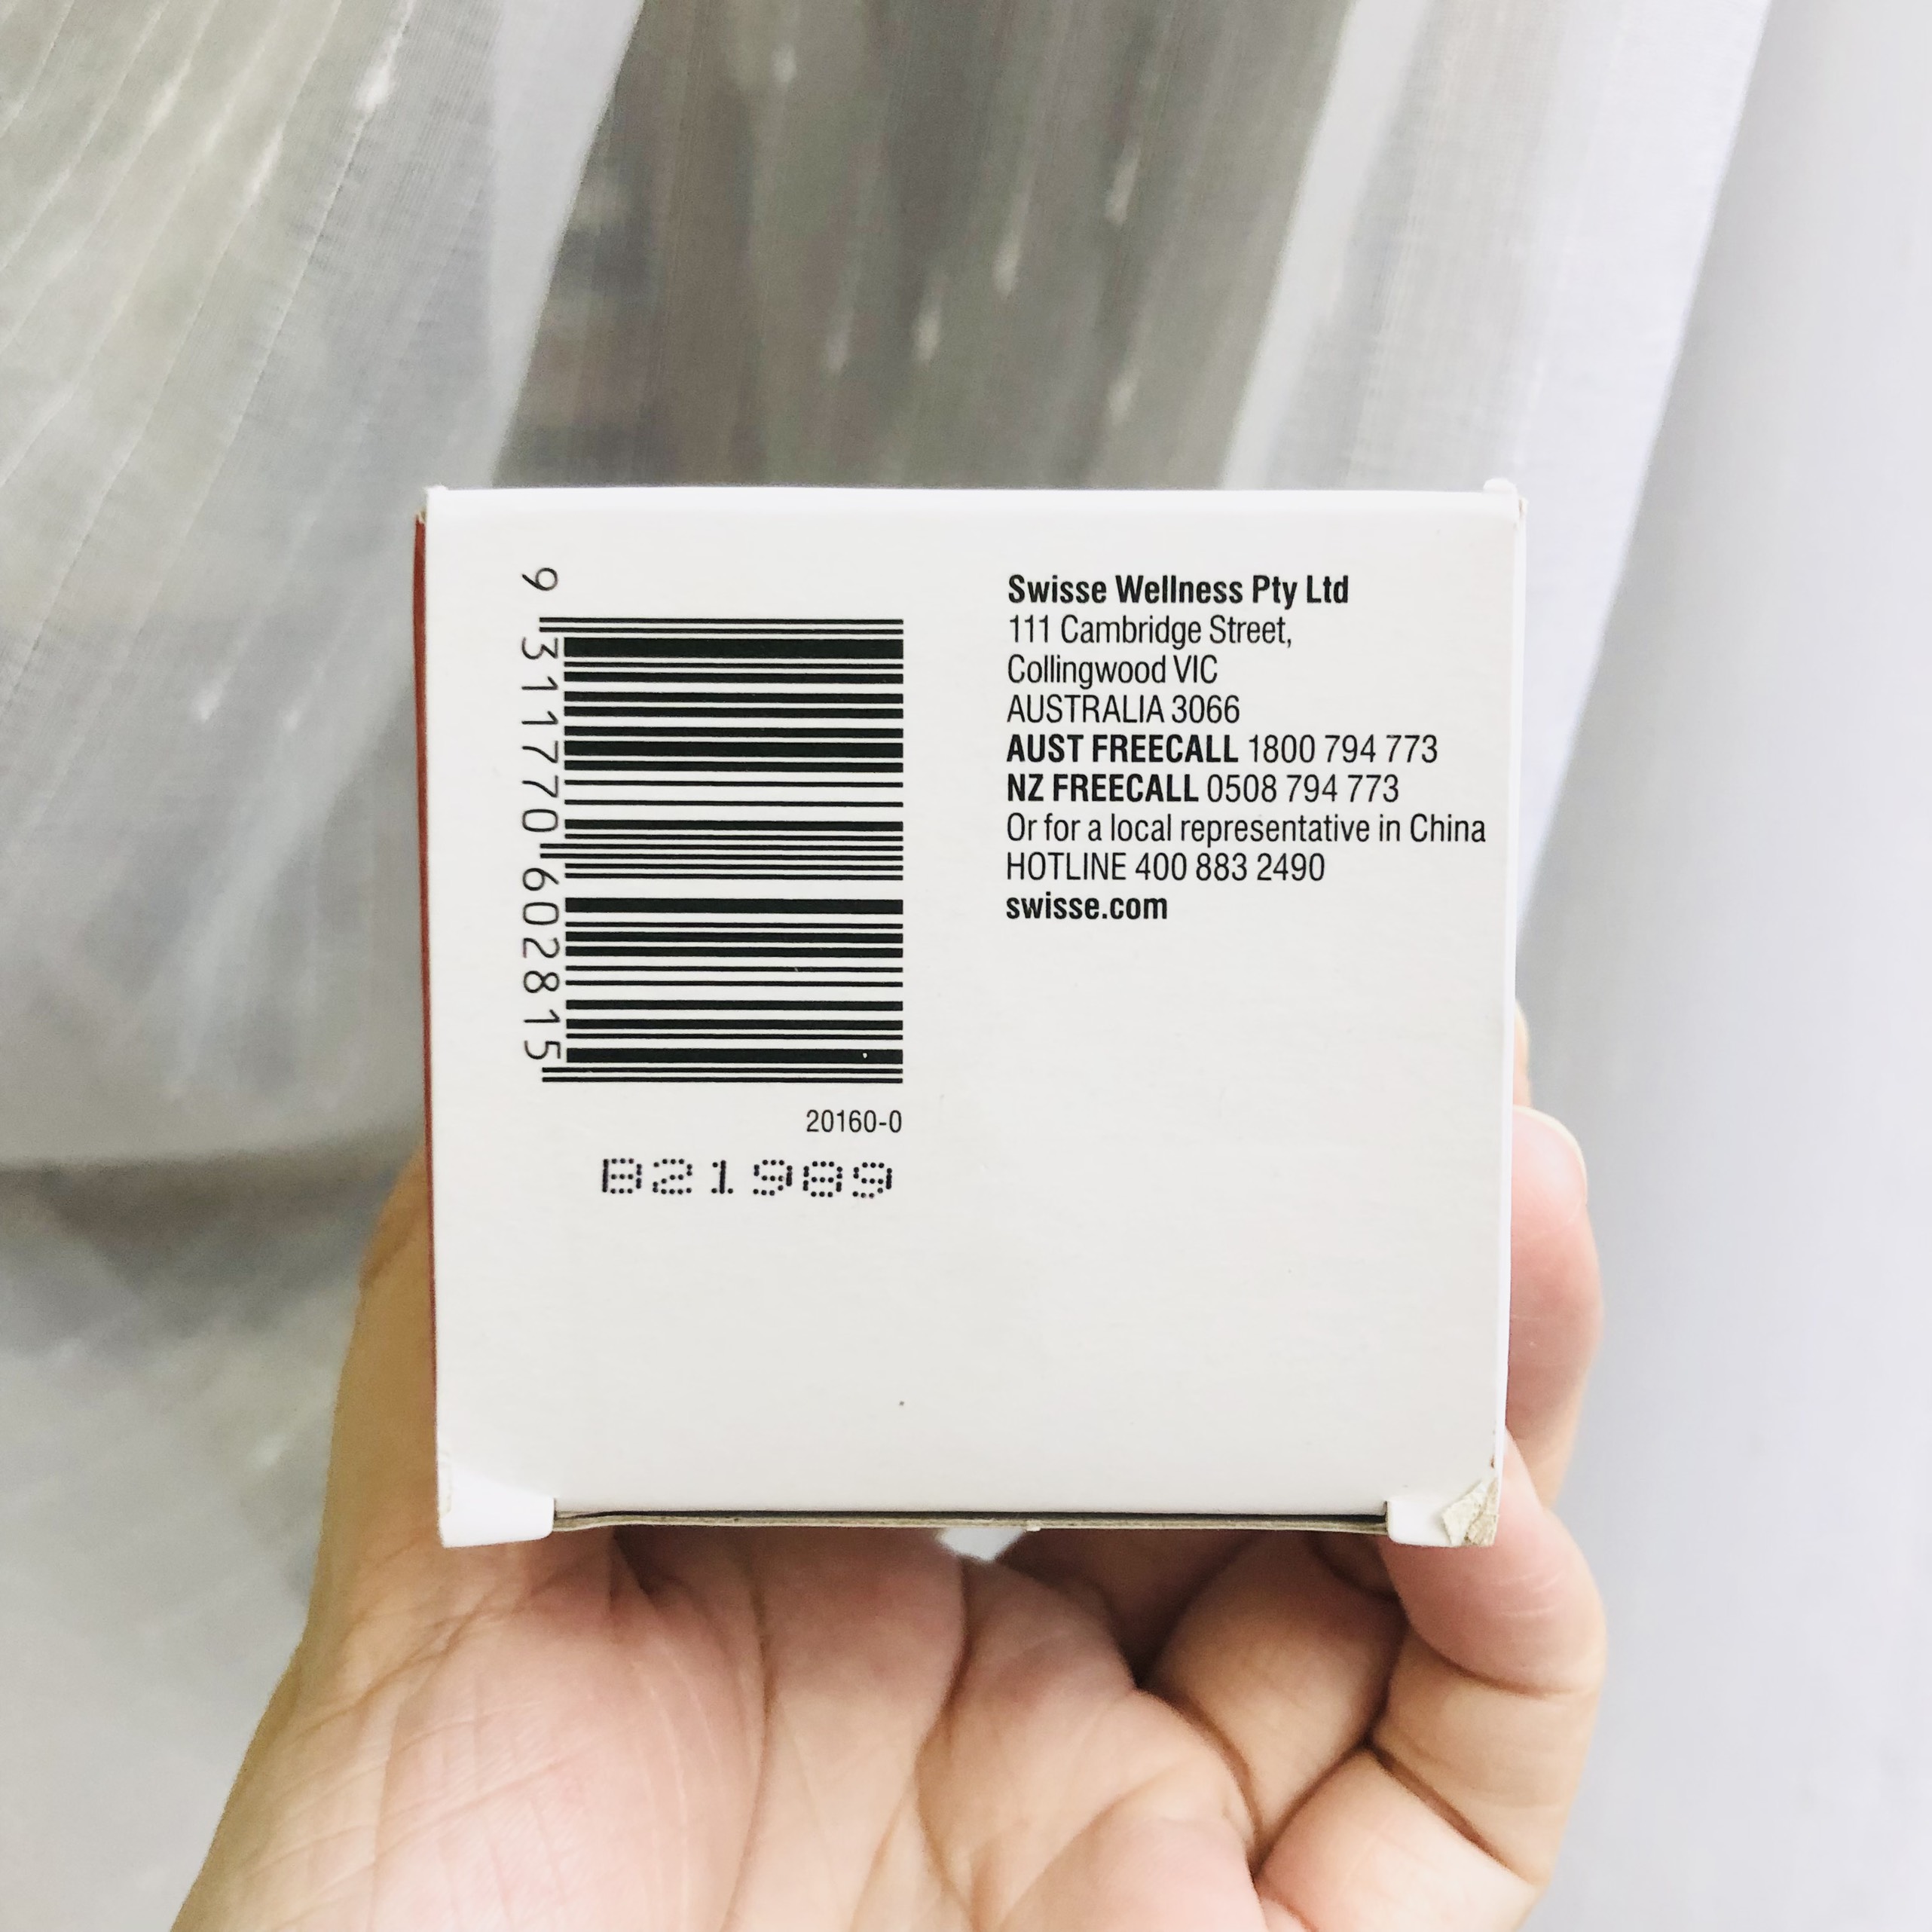 9 311770 602815
20160-0
B21989
Swisse Wellness Pty Ltd
111 Cambridge Street,
Collingwood VIC
AUSTRALIA 3066
AUST FREECALL 1800 794 773
NZ FREECALL 0508 794 773
Or for a local representative in China
HOTLINE 400 883 2490
swisse.com